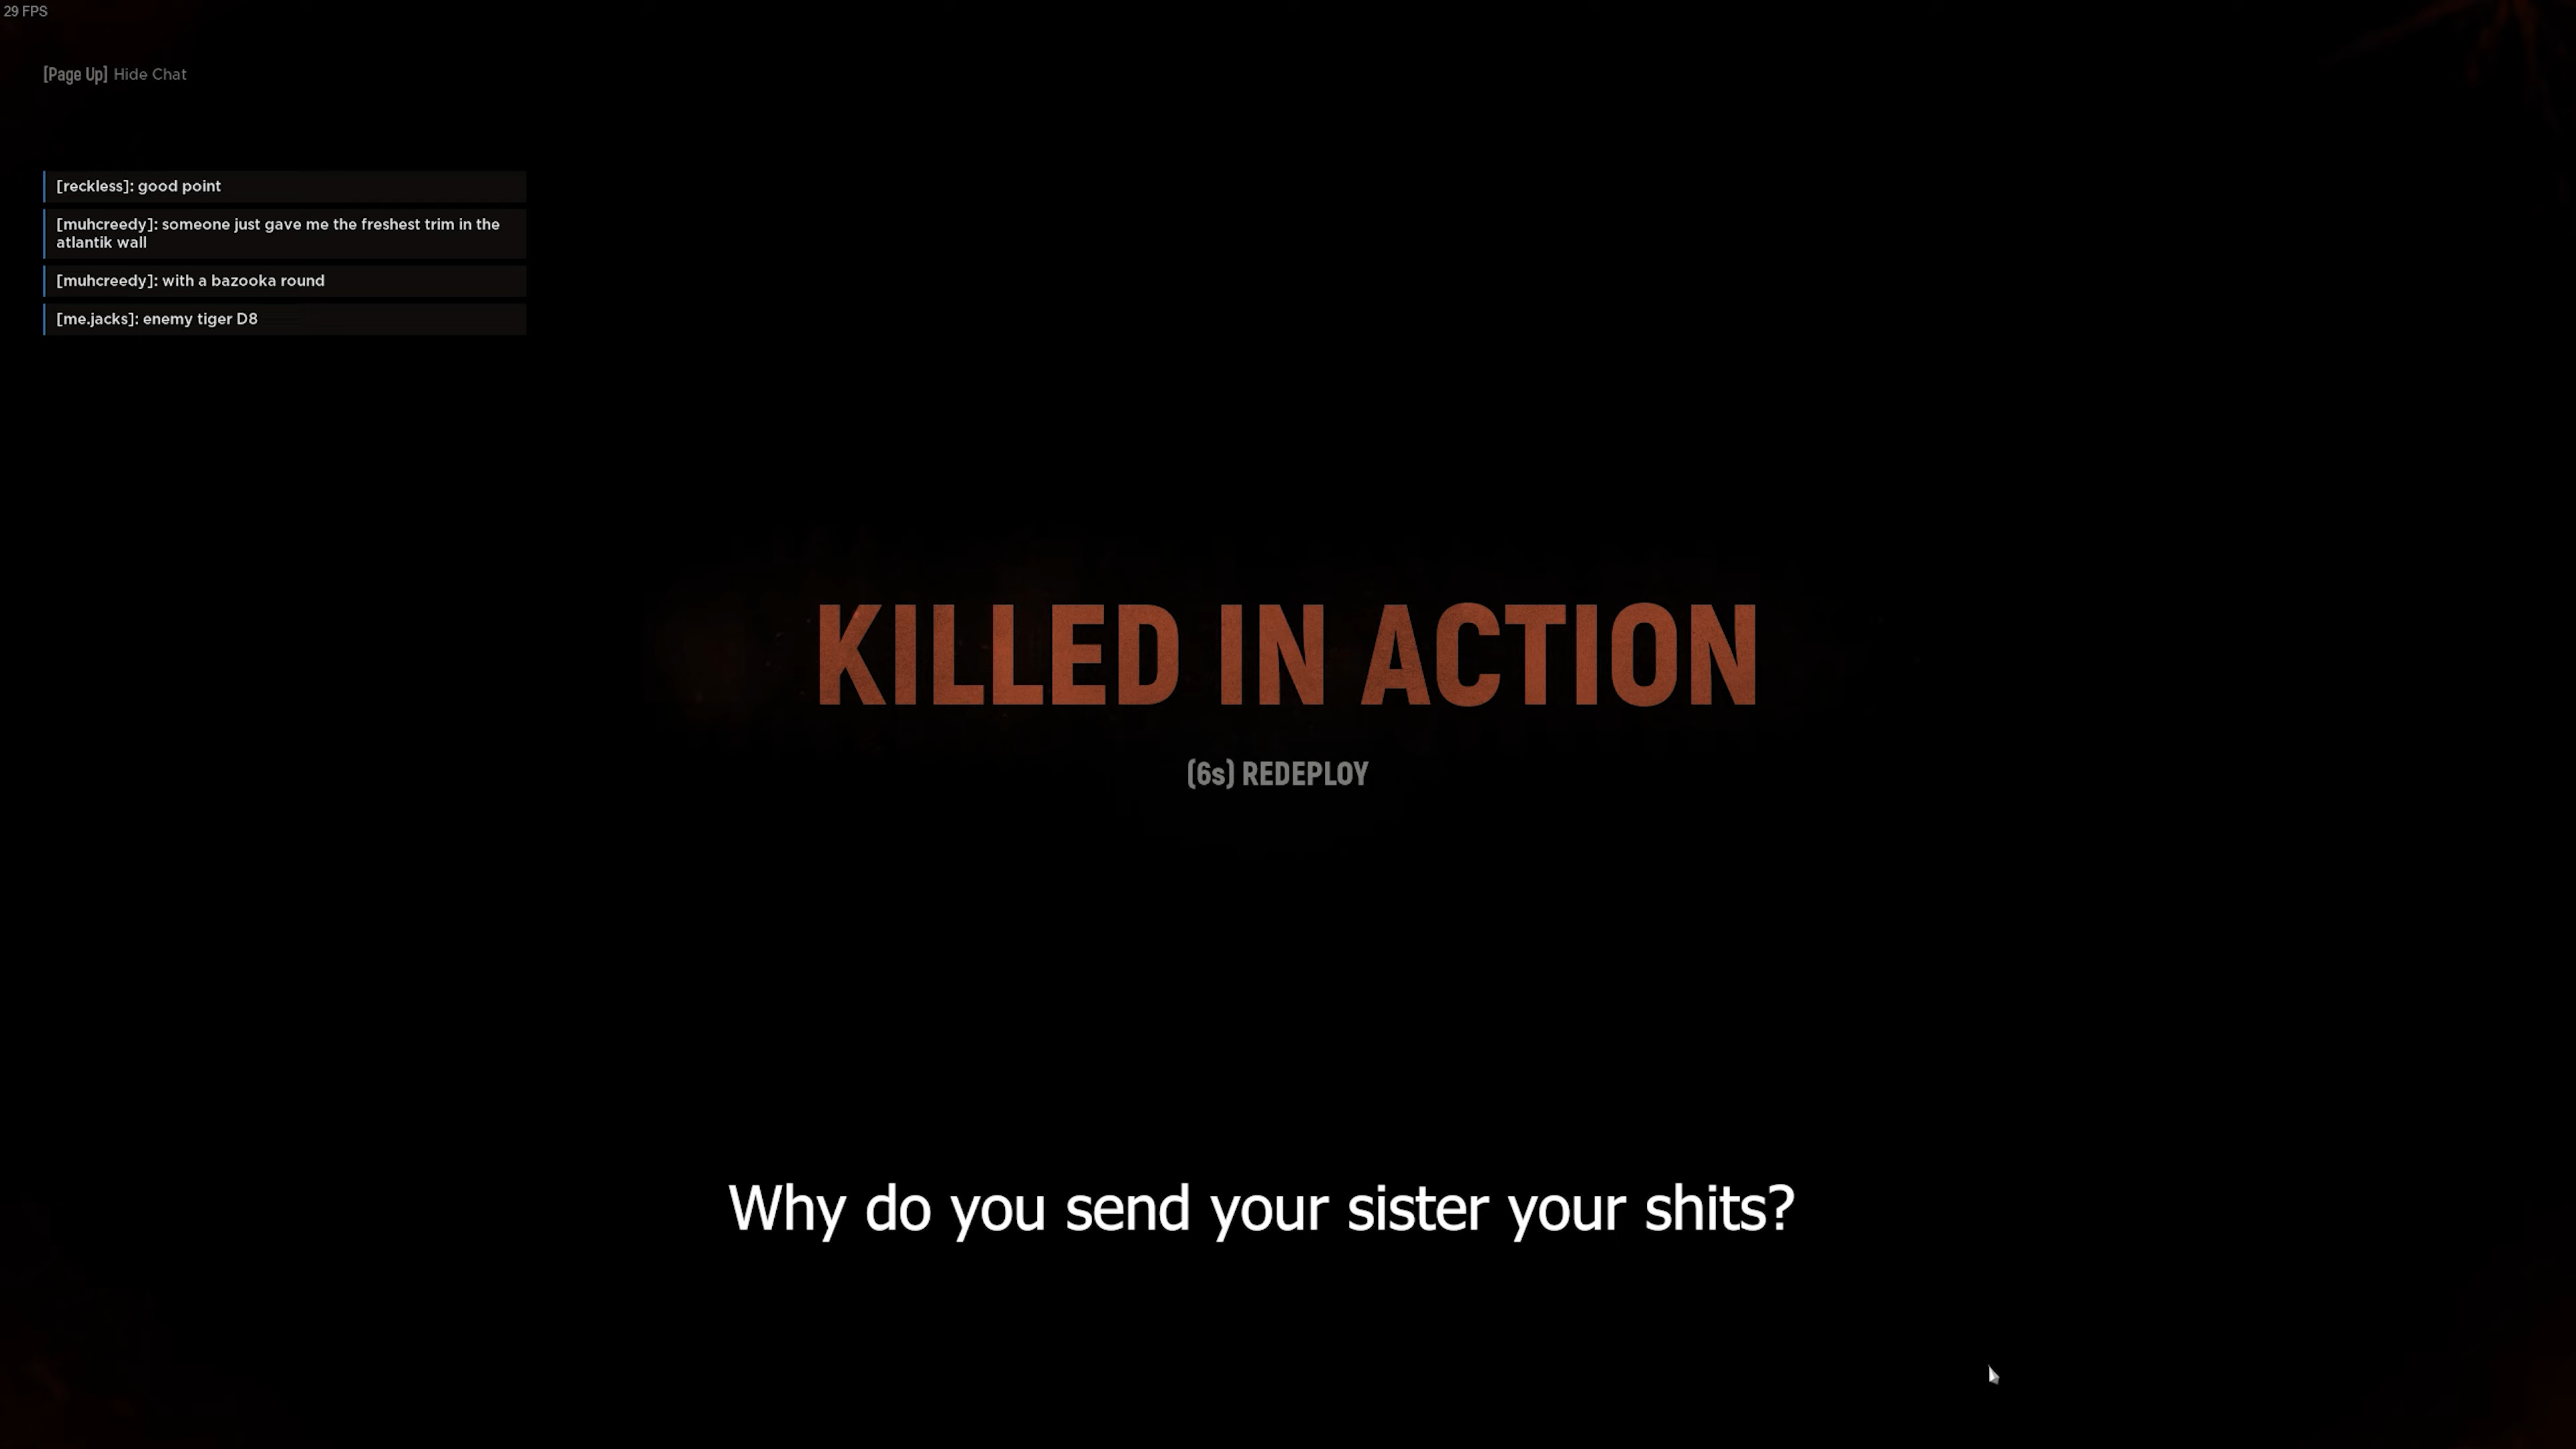 29 FPS
[Page Up] Hide Chat
[reckless]: good point
[muhcreedy]: someone just gave me the freshest trim in the
atlantik wall
[muhcreedy]: with a bazooka round
[me.jacks]: enemy tiger D8
KILLED IN ACTION
(6s) REDEPLOY
Why do you send your sister your shits?